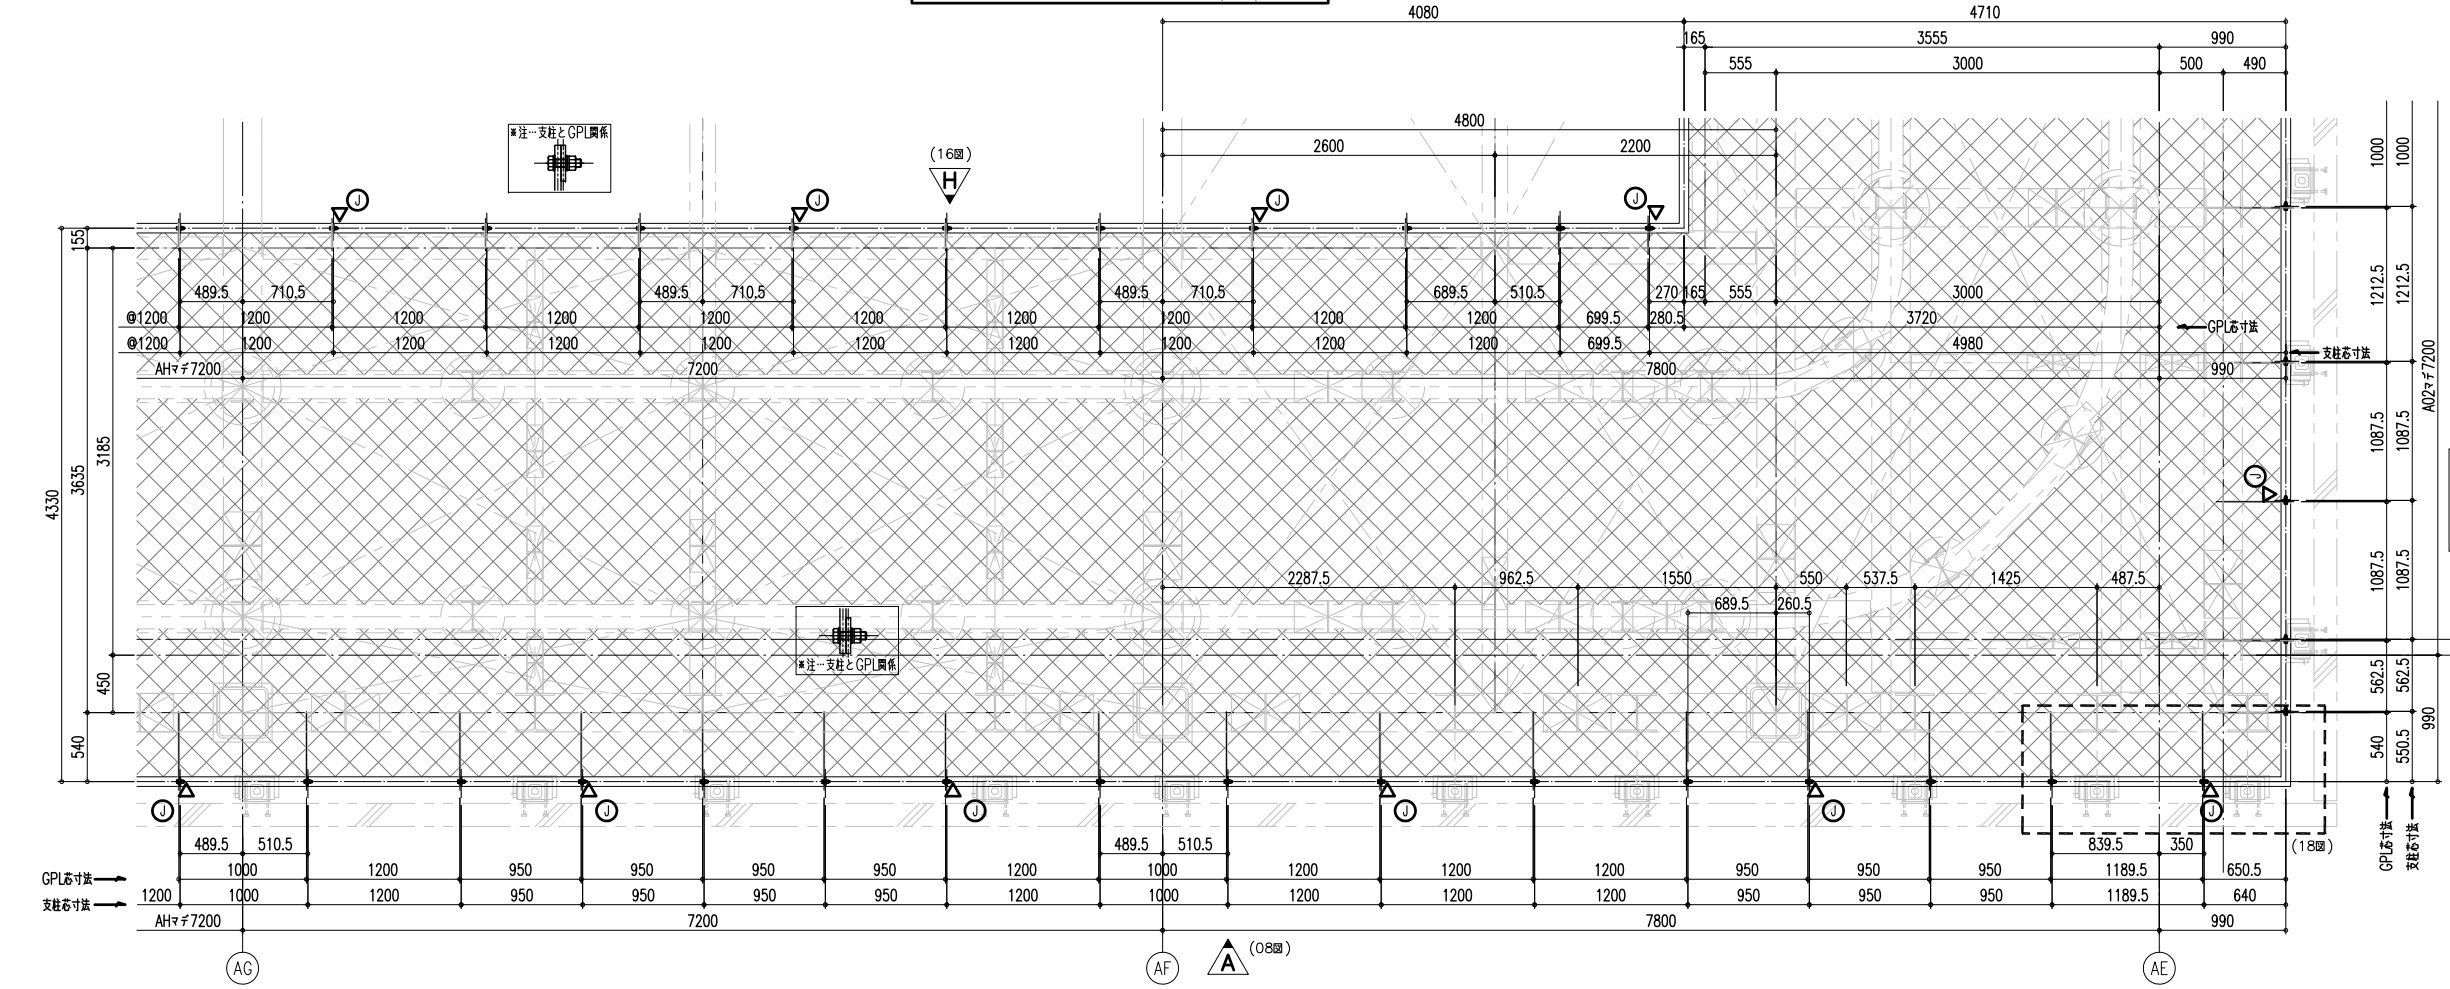 4080 4710
165 3555 990
555 3000 500 490
4800
2600 2200
※注…支柱とGPL関係
(16図)
H
J J J J
155
489.5 710.5 489.5 710.5 489.5 710.5 689.5 510.5 270 165 555 3000
@1200 1200 1200 1200 1200 1200 1200 1200 1200 1200 699.5 280.5 3720
GPL芯寸法
@1200 1200 1200 1200 1200 1200 1200 1200 1200 1200 699.5 4980
支柱芯寸法
AHマデ7200 7200 7800 990
4330
3635
3185
450
540
1000 1000
1212.5 1212.5
1087.5 1087.5
A02マデ7200
J
1087.5 1087.5
562.5 562.5
540 550.5
990
GPL芯寸法
支柱芯寸法
2287.5 962.5 1550 550 537.5 1425 487.5
689.5 260.5
※注…支柱とGPL関係
J J J J J J
(18図)
489.5 510.5 489.5 510.5 839.5 350
GPL芯寸法 1000 1200 950 950 950 950 1200 1000 1200 1200 1200 950 950 950 1189.5 650.5
支柱芯寸法 1200 1000 1200 950 950 950 950 1200 1000 1200 1200 1200 950 950 950 1189.5 640
AHマデ7200 7200 7800 990
AG AF A (08図) AE